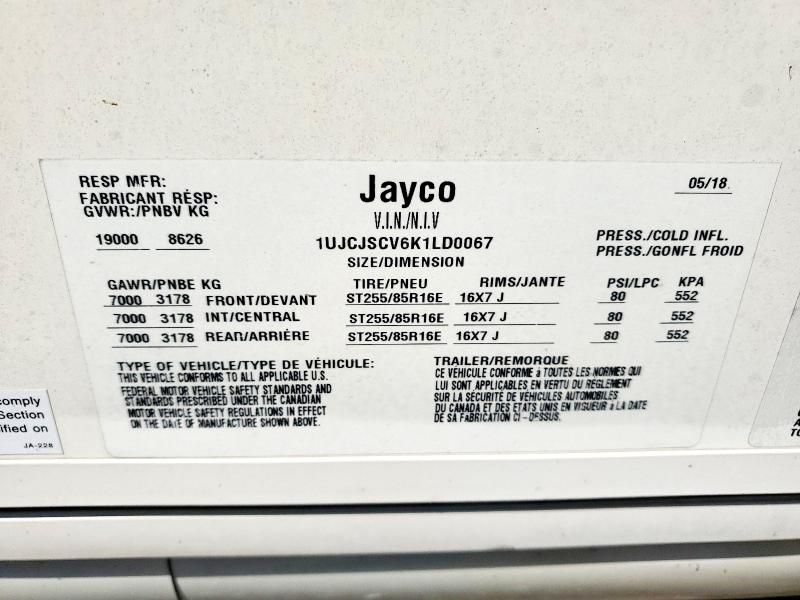 RESP MFR:
Jayco
05/18
FABRICANT RÉSP:
GVWR:/PNBV KG
V.I.N./N.I.V
19000 8626
1UJCJSCV6K1LD0067
PRESS./COLD INFL.
PRESS./GONFL FROID
SIZE/DIMENSION
GAWR/PNBE KG TIRE/PNEU RIMS/JANTE PSI/LPC KPA
7000 3178 FRONT/DEVANT ST255/85R16E 16X7 J 80 552
7000 3178 INT/CENTRAL ST255/85R16E 16X7 J 80 552
7000 3178 REAR/ARRIÈRE ST255/85R16E 16X7 J 80 552
TYPE OF VEHICLE/TYPE DE VÉHICULE:
TRAILER/REMORQUE
THIS VEHICLE CONFORMS TO ALL APPLICABLE U.S.
FEDERAL MOTOR VEHICLE SAFETY STANDARDS AND
STANDARDS PRESCRIBED UNDER THE CANADIAN
MOTOR VEHICLE SAFETY REGULATIONS IN EFFECT
ON THE DATE OF MANUFACTURE SHOWN ABOVE.
CE VÉHICULE CONFORME à TOUTES LES NORMES QUI
LUI SONT APPLICABLES EN VERTU DU RÈGLEMENT
SUR LA SÉCURITÉ DE VÉHICULES AUTOMOBILES
DU CANADA ET DES ETATS UNIS EN VIGUEUR à LA DATE
DE SA FABRICATION CI-DESSUS.
comply
Section
ified on
JA-228